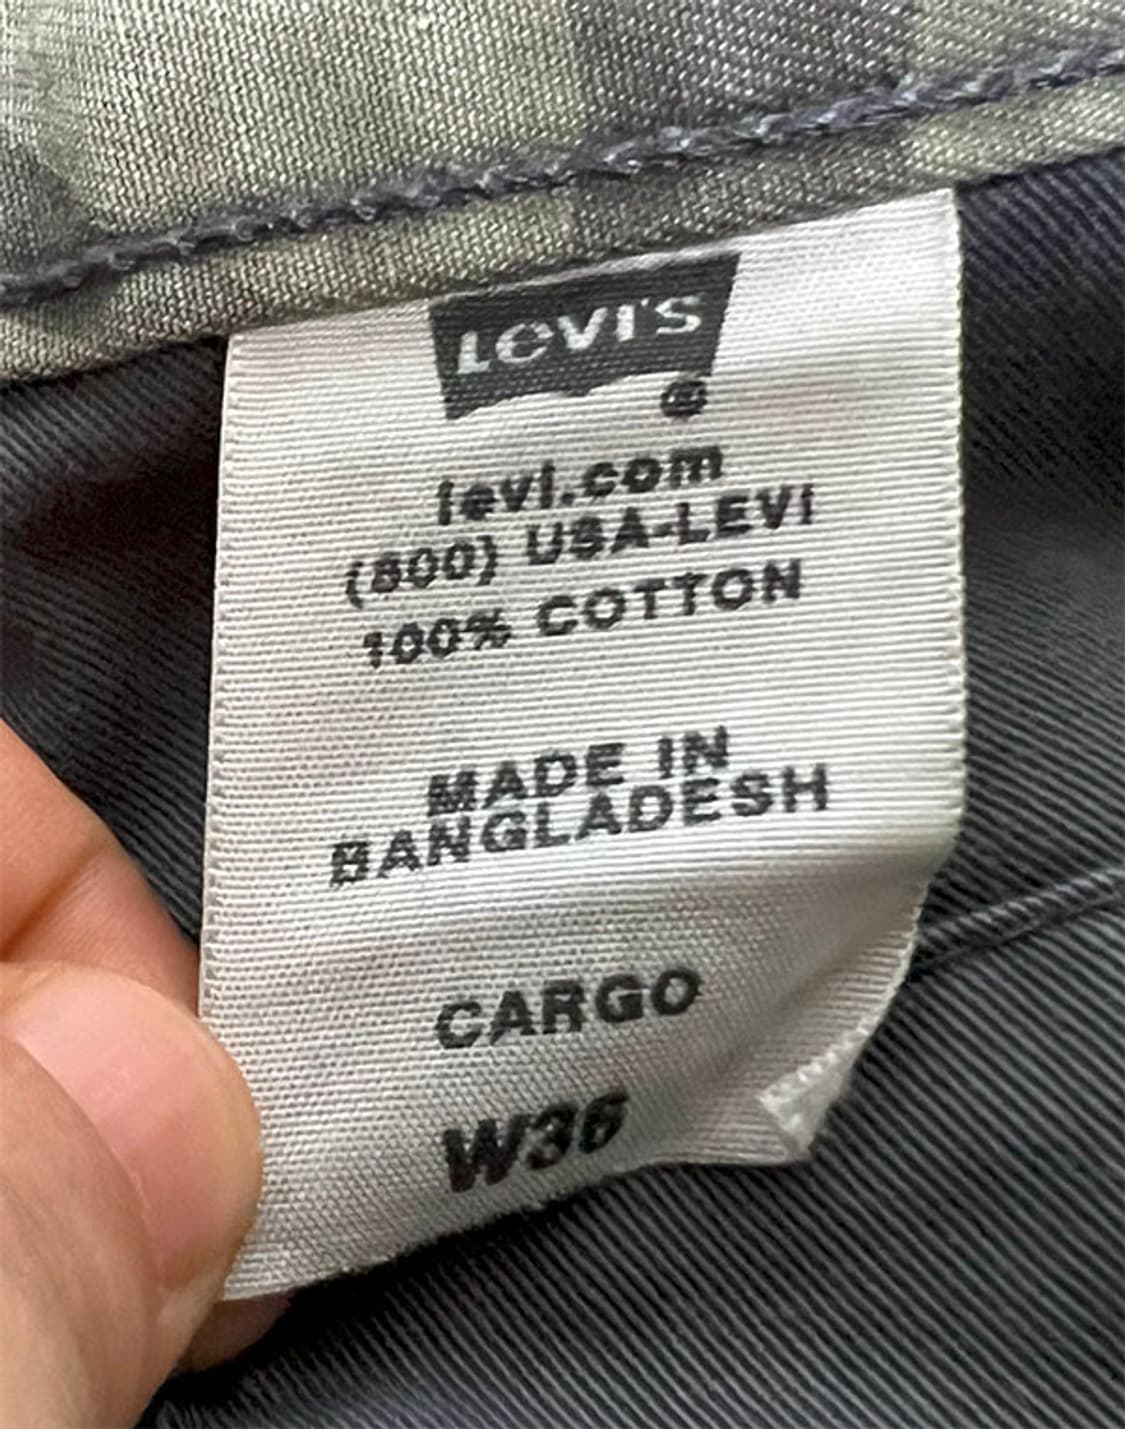 LeVI'S
®
levi.com
(800) USA-LEVI
100% COTTON
MADE IN
BANGLADESH
CARGO
W36